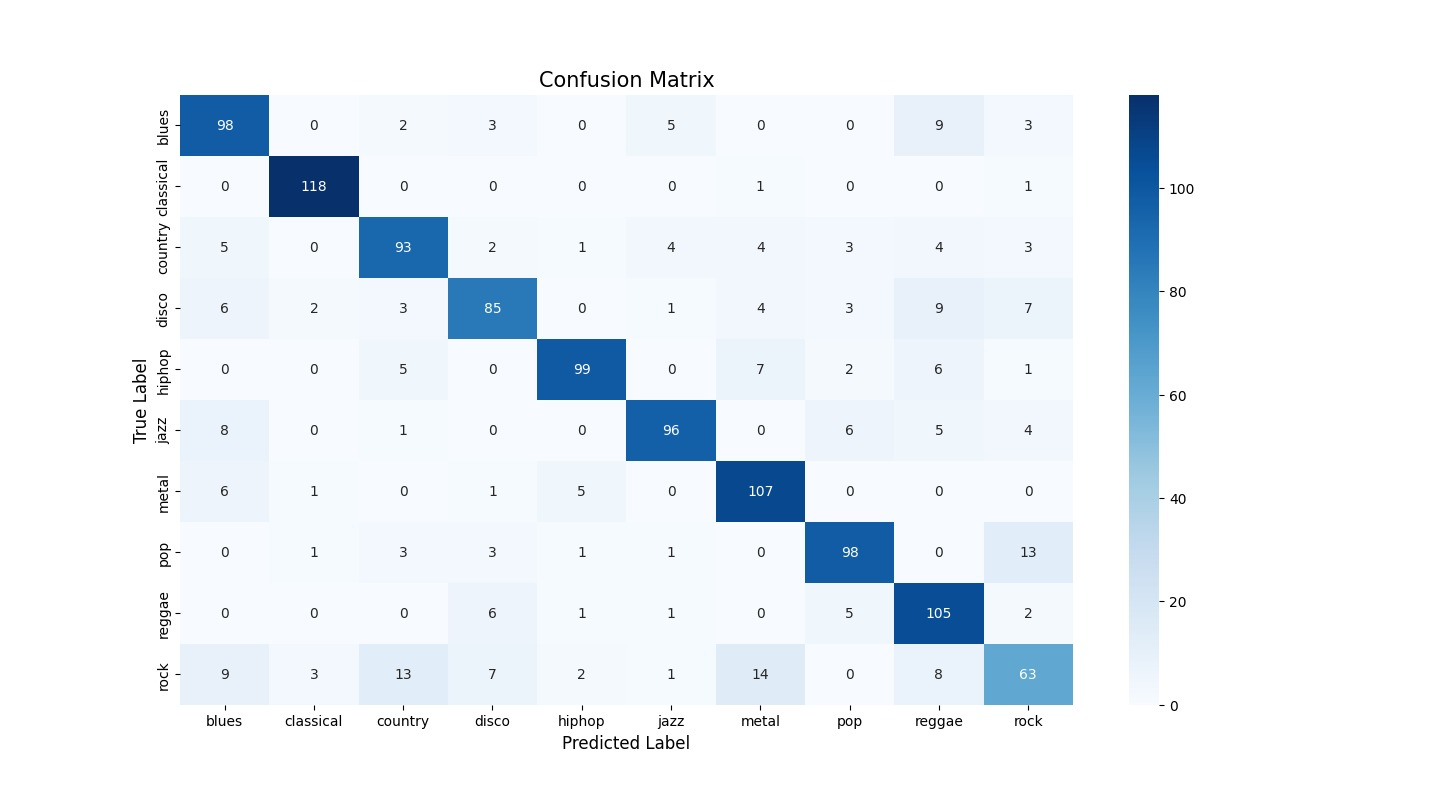 Confusion Matrix
blues 98 0 2 3 0 5 0 0 9 3
classical 0 118 0 0 0 0 1 0 0 1
country 5 0 93 2 1 4 4 3 4 3
disco 6 2 3 85 0 1 4 3 9 7
hiphop 0 0 5 0 99 0 7 2 6 1
jazz 8 0 1 0 0 96 0 6 5 4
metal 6 1 0 1 5 0 107 0 0 0
pop 0 1 3 3 1 1 0 98 0 13
reggae 0 0 0 6 1 1 0 5 105 2
rock 9 3 13 7 2 1 14 0 8 63
True Label
blues classical country disco hiphop jazz metal pop reggae rock
Predicted Label
100
80
60
40
20
0